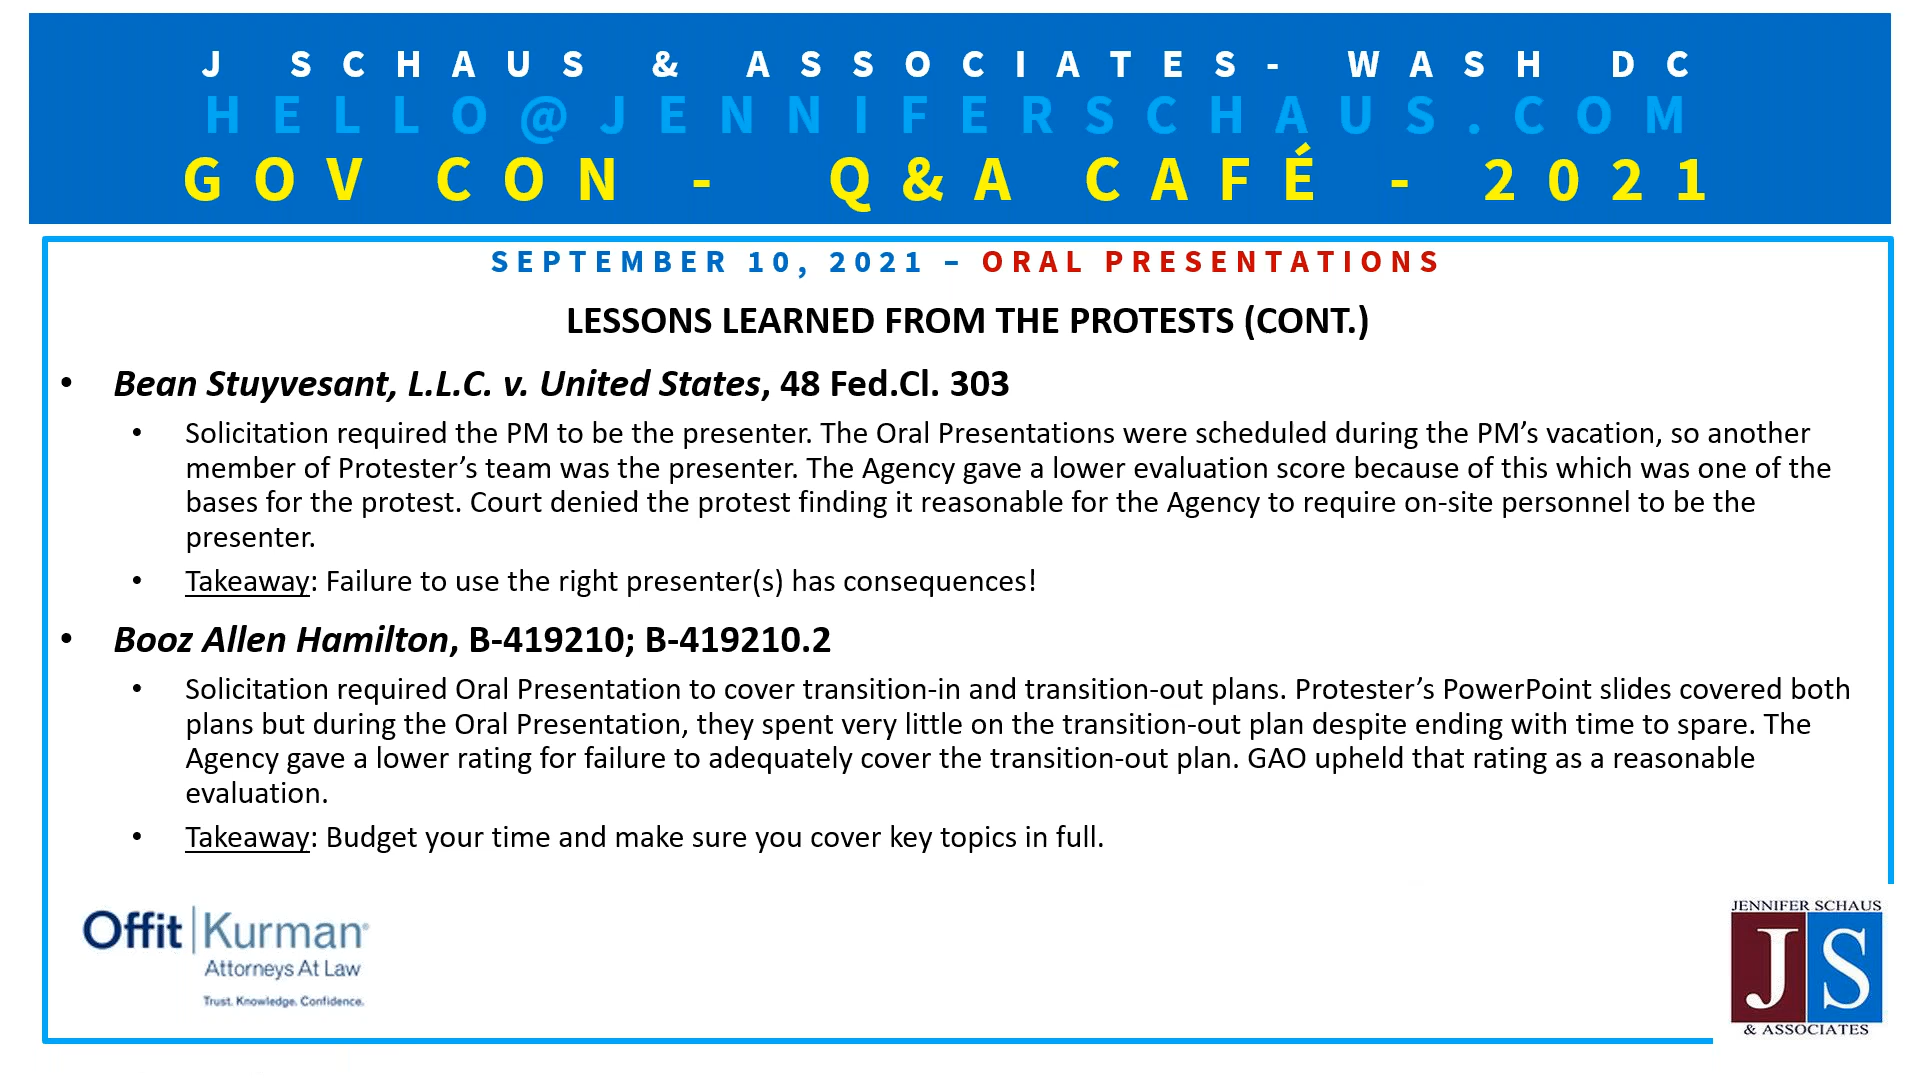 J SCHAUS & ASSOCIATES- WASH DC
HELLO@JENNIFERSCHAUS.COM
GOV CON - Q&A CAFÉ - 2021
SEPTEMBER 10, 2021 – ORAL PRESENTATIONS
LESSONS LEARNED FROM THE PROTESTS (CONT.)
• Bean Stuyvesant, L.L.C. v. United States, 48 Fed.Cl. 303
• Solicitation required the PM to be the presenter. The Oral Presentations were scheduled during the PM’s vacation, so another
member of Protester’s team was the presenter. The Agency gave a lower evaluation score because of this which was one of the
bases for the protest. Court denied the protest finding it reasonable for the Agency to require on-site personnel to be the
presenter.
• Takeaway: Failure to use the right presenter(s) has consequences!
• Booz Allen Hamilton, B-419210; B-419210.2
• Solicitation required Oral Presentation to cover transition-in and transition-out plans. Protester’s PowerPoint slides covered both
plans but during the Oral Presentation, they spent very little on the transition-out plan despite ending with time to spare. The
Agency gave a lower rating for failure to adequately cover the transition-out plan. GAO upheld that rating as a reasonable
evaluation.
• Takeaway: Budget your time and make sure you cover key topics in full.
Offit | Kurman®
Attorneys At Law
Trust. Knowledge. Confidence.
JENNIFER SCHAUS
JS
& ASSOCIATES